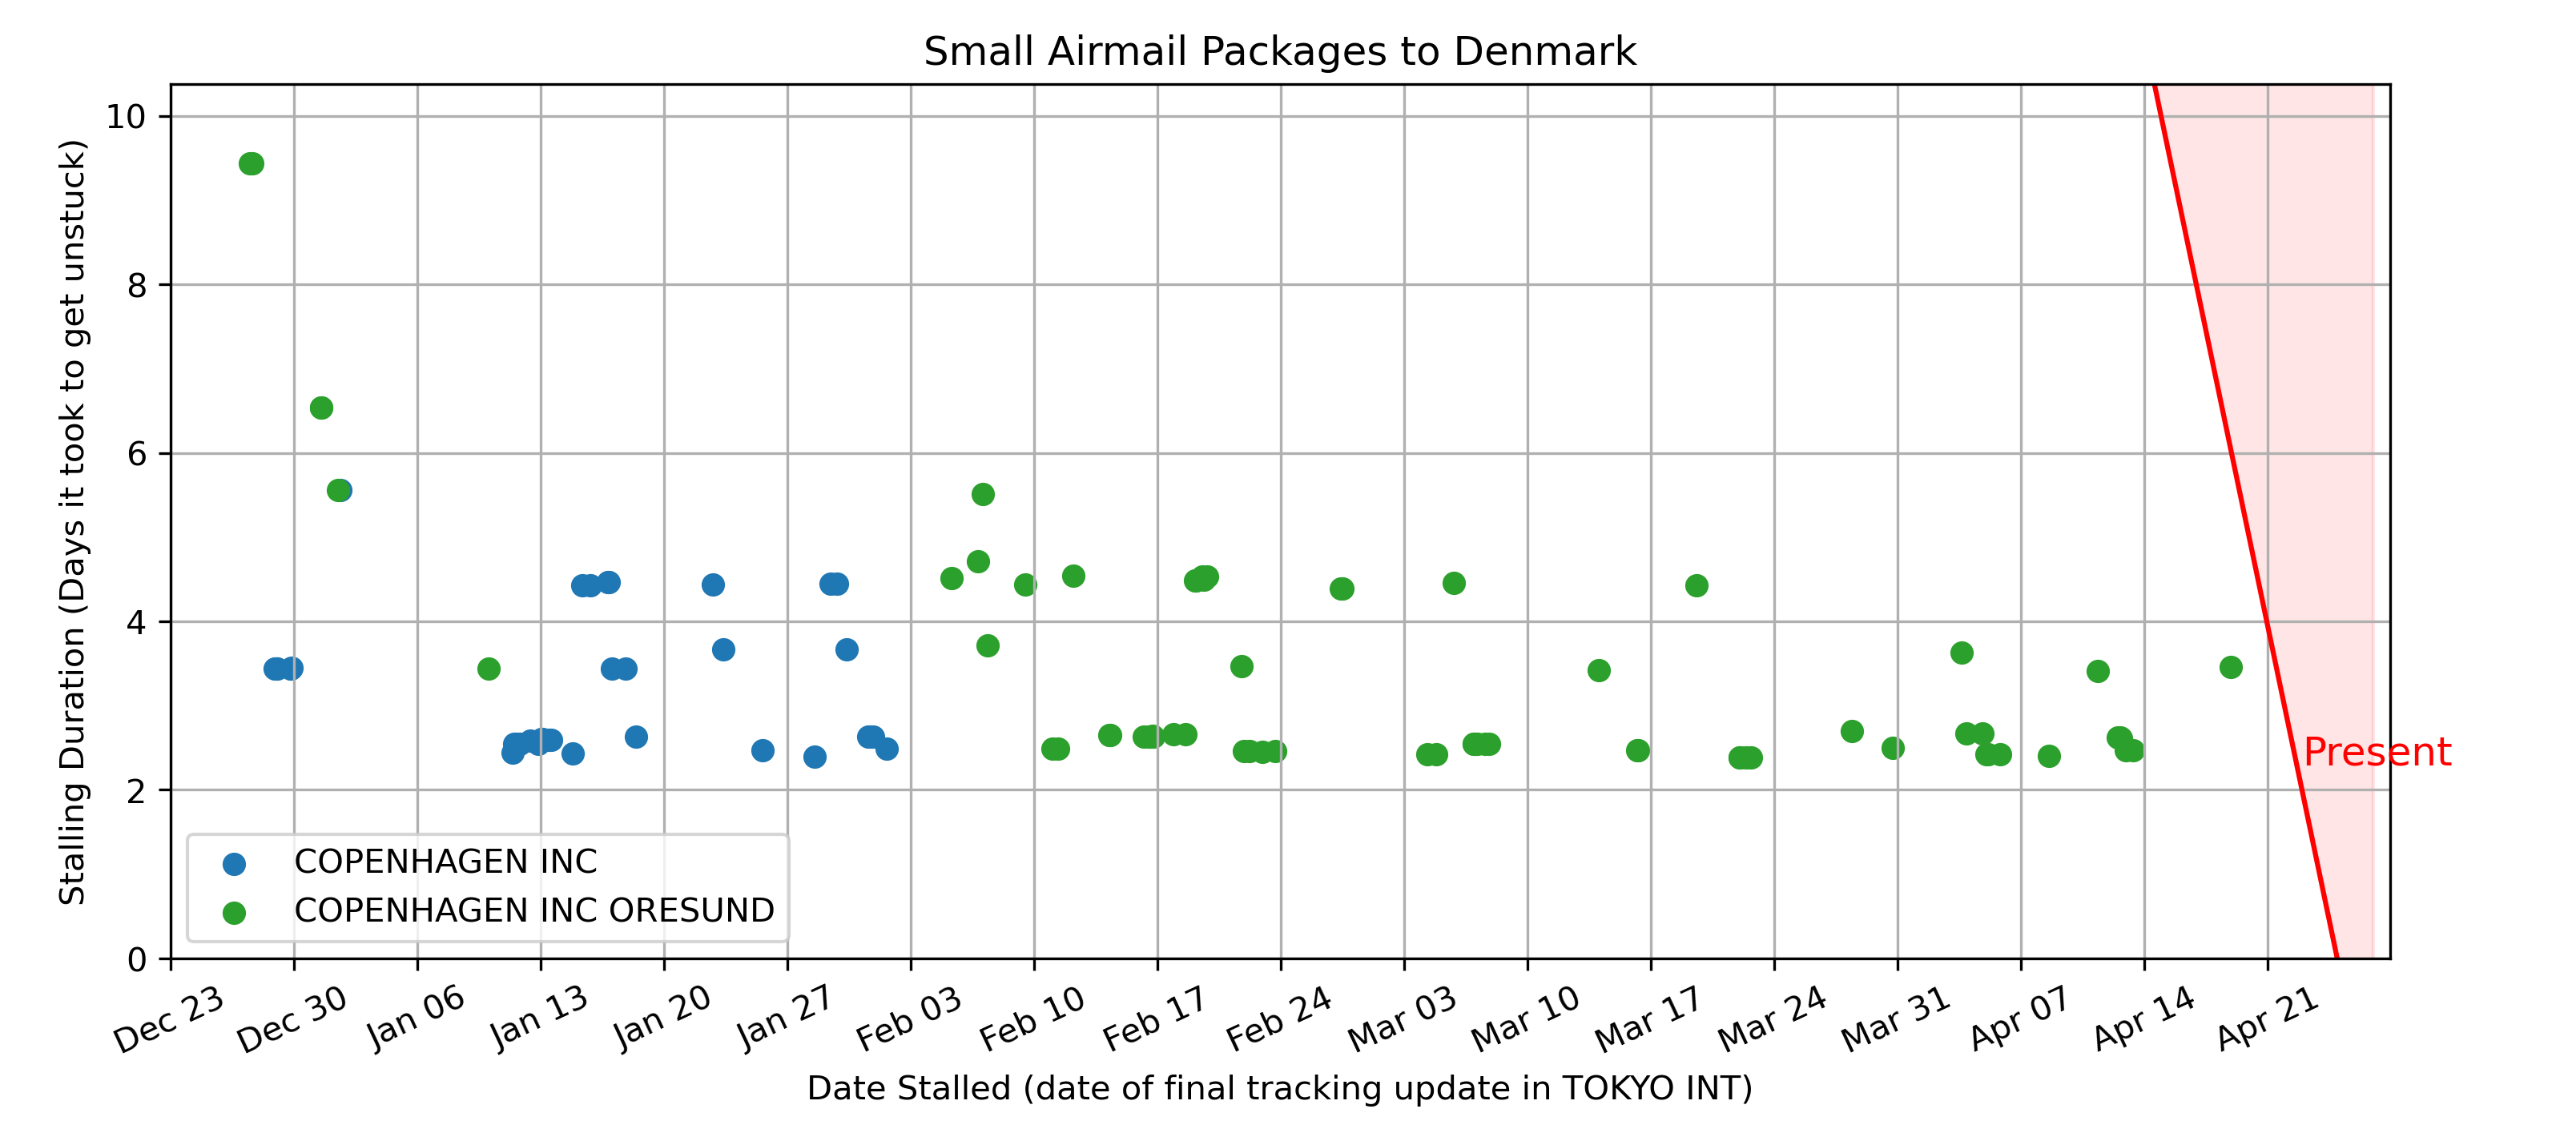 Small Airmail Packages to Denmark
Stalling Duration (Days it took to get unstuck)
10
8
6
4
2
0
Present
COPENHAGEN INC
COPENHAGEN INC ORESUND
Dec 23
Dec 30
Jan 06
Jan 13
Jan 20
Jan 27
Feb 03
Feb 10
Feb 17
Feb 24
Mar 03
Mar 10
Mar 17
Mar 24
Mar 31
Apr 07
Apr 14
Apr 21
Date Stalled (date of final tracking update in TOKYO INT)